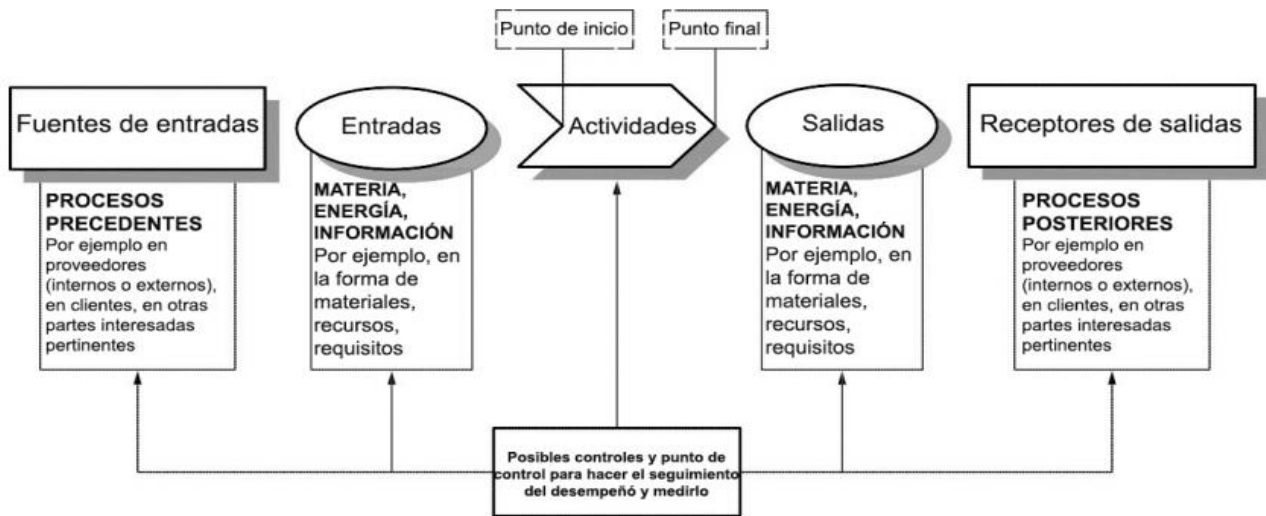 Punto de inicio
Punto final
Fuentes de entradas
Entradas
Actividades
Salidas
Receptores de salidas
PROCESOS
PRECEDENTES
Por ejemplo en
proveedores
(internos o externos),
en clientes, en otras
partes interesadas
pertinentes
MATERIA,
ENERGÍA,
INFORMACIÓN
Por ejemplo, en
la forma de
materiales,
recursos,
requisitos
MATERIA,
ENERGÍA,
INFORMACIÓN
Por ejemplo, en
la forma de
materiales,
recursos,
requisitos
PROCESOS
POSTERIORES
Por ejemplo en
proveedores
(internos o externos),
en clientes, en otras
partes interesadas
pertinentes
Posibles controles y punto de
control para hacer el seguimiento
del desempeñó y medirlo